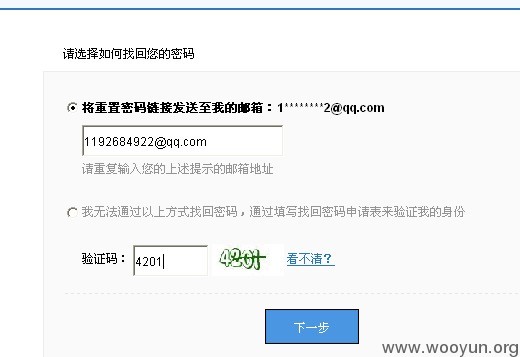 请选择如何找回您的密码
将重置密码链接发送至我的邮箱：1********2@qq.com
1192684922@qq.com
请重复输入您的上述提示的邮箱地址
我无法通过以上方式找回密码，通过填写找回密码申请表来验证我的身份
验证码： 4201 4201 看不清？
下一步
www.wooyun.org